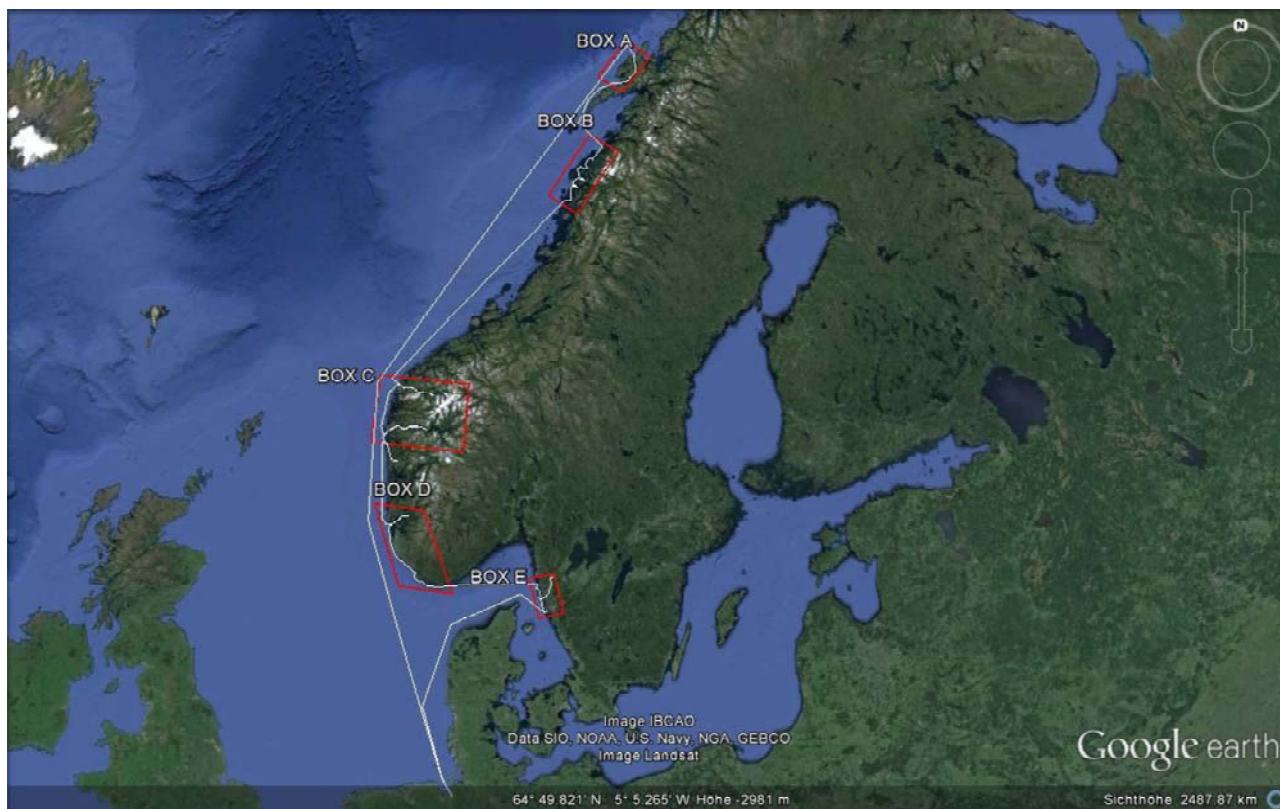 BOX A
N
BOX B
BOX C
BOX D
BOX E
Image IBCAO
Data SIO, NOAA, U.S. Navy, NGA, GEBCO
Image Landsat
Google earth
64° 49.821' N 5° 5.265' W Höhe -2981 m
Sichthöhe 2487.87 km